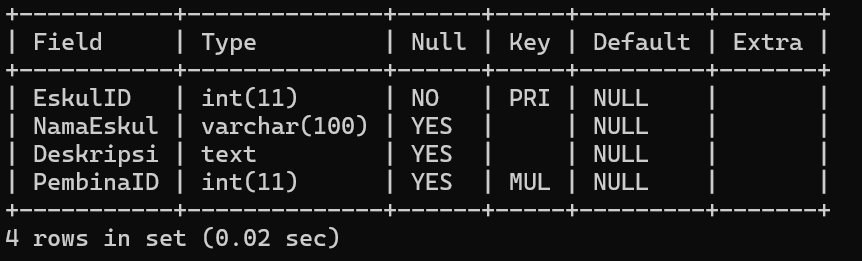 +-----------+--------------+------+-----+---------+-------+
| Field     | Type         | Null | Key | Default | Extra |
+-----------+--------------+------+-----+---------+-------+
| EskulID   | int(11)      | NO   | PRI | NULL    |       |
| NamaEskul | varchar(100) | YES  |     | NULL    |       |
| Deskripsi | text         | YES  |     | NULL    |       |
| PembinaID | int(11)      | YES  | MUL | NULL    |       |
+-----------+--------------+------+-----+---------+-------+
4 rows in set (0.02 sec)